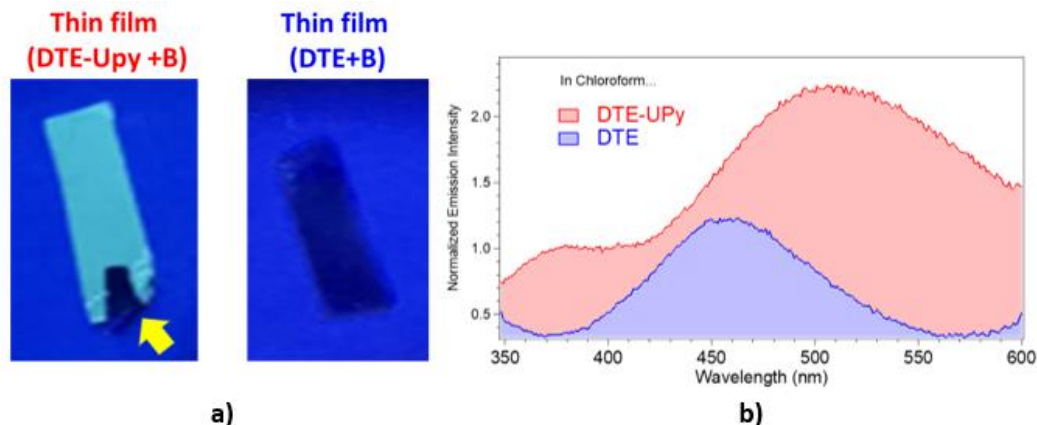 Thin film
(DTE-Upy +B)
Thin film
(DTE+B)
a)
In Chloroform...
DTE-UPy
DTE
Normalized Emission Intensity
2.0
1.5
1.0
0.5
350
400
450
500
550
600
Wavelength (nm)
b)